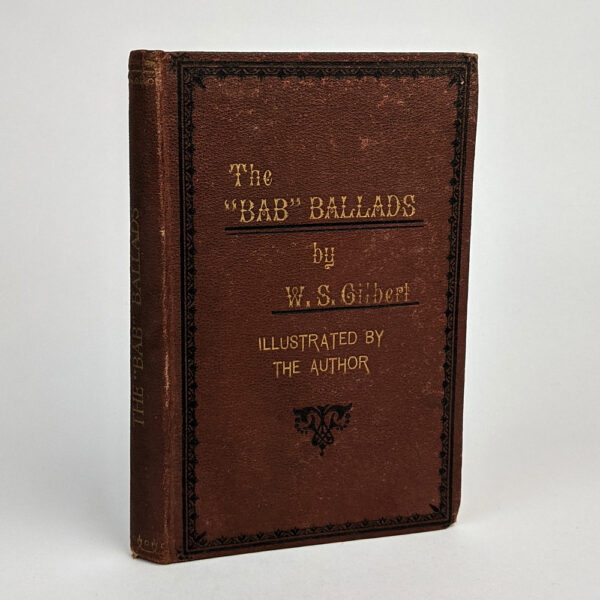 The
"BAB" BALLADS
by
W. S. Gilbert
ILLUSTRATED BY
THE AUTHOR
THE "BAB" BALLADS